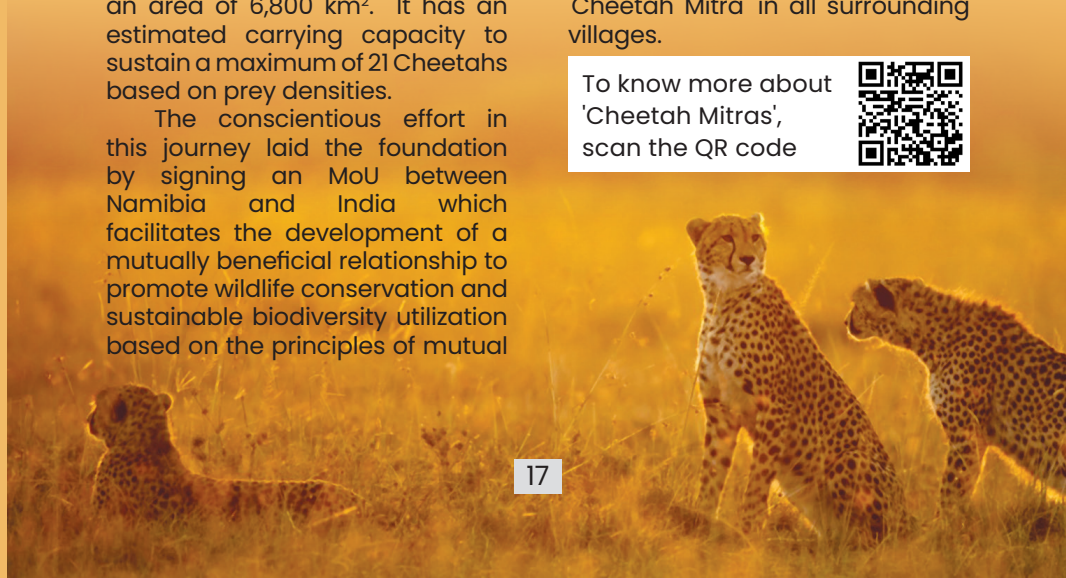 an area of 6,800 km². It has an
estimated carrying capacity to
sustain a maximum of 21 Cheetahs
based on prey densities.
The conscientious effort in
this journey laid the foundation
by signing an MoU between
Namibia and India which
facilitates the development of a
mutually beneficial relationship to
promote wildlife conservation and
sustainable biodiversity utilization
based on the principles of mutual
'Cheetah Mitra' in all surrounding
villages.
To know more about
'Cheetah Mitras',
scan the QR code
17